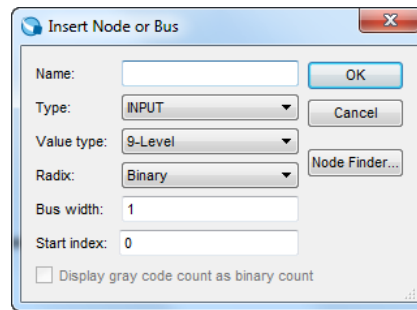 Insert Node or Bus
Name:
OK
Type: INPUT
Cancel
Value type: 9-Level
Radix: Binary
Node Finder...
Bus width: 1
Start index: 0
Display gray code count as binary count